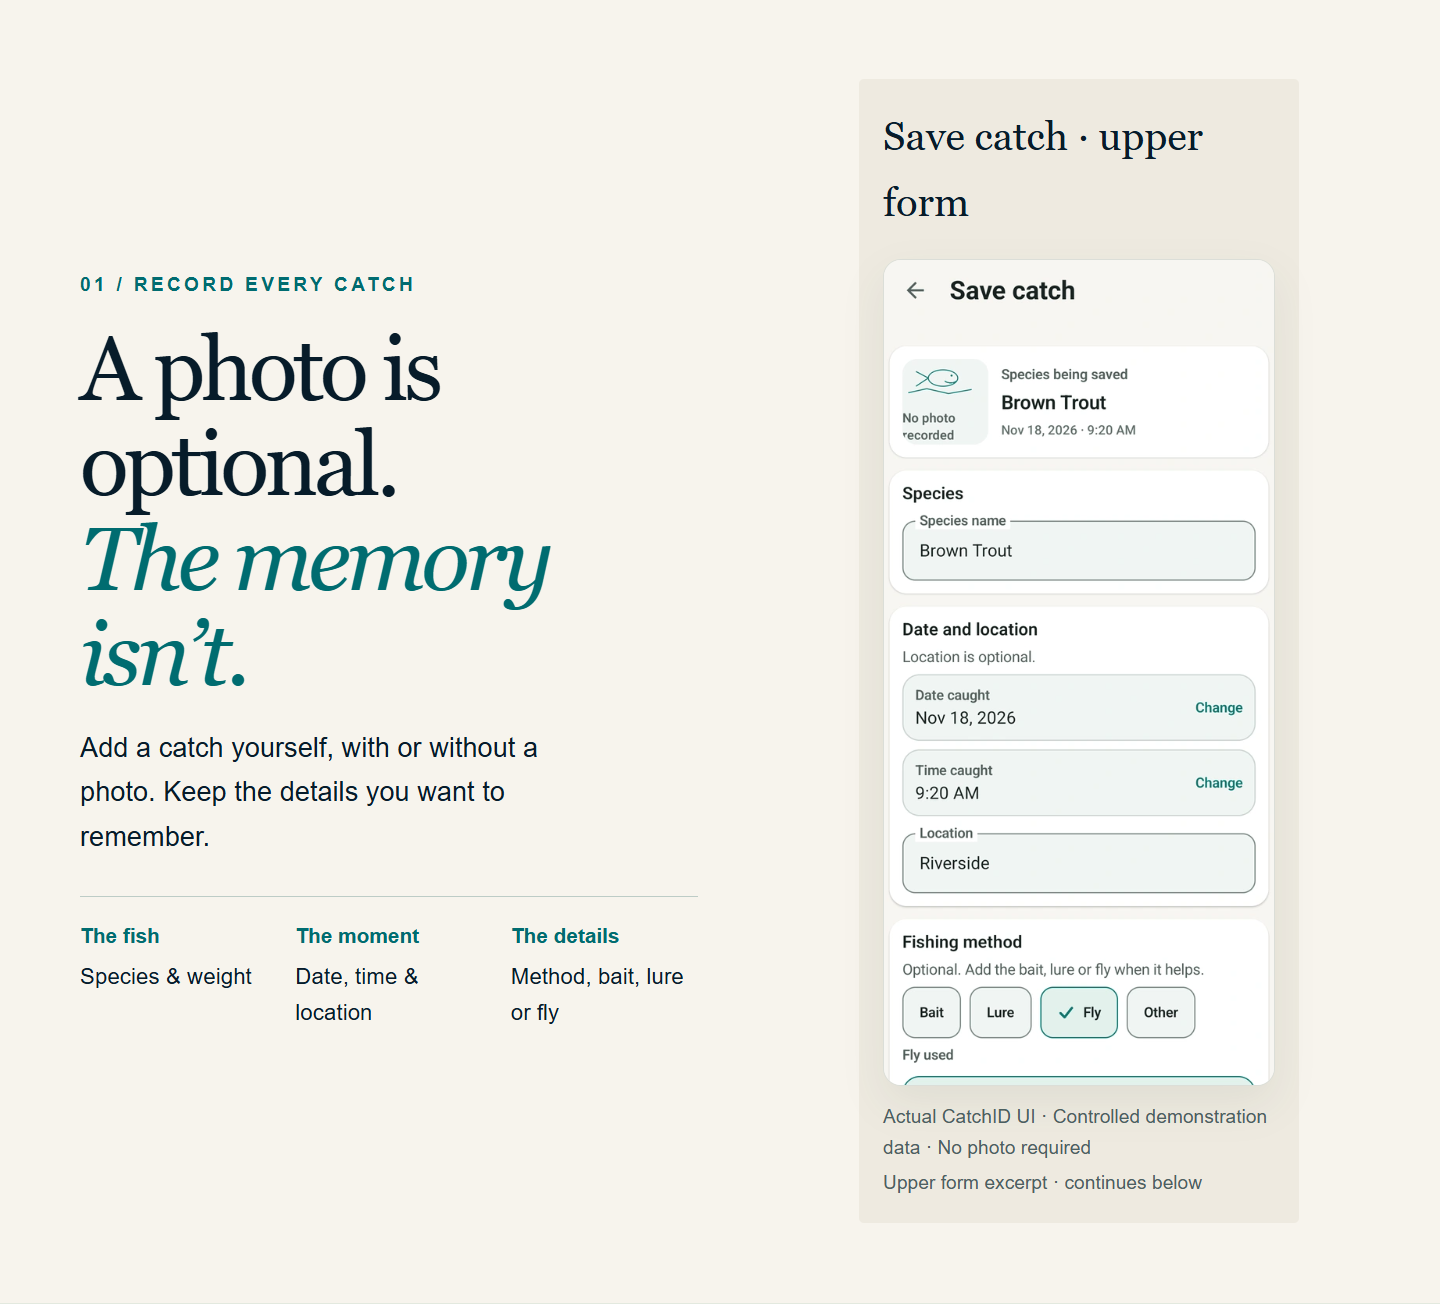 01 / RECORD EVERY CATCH
A photo is
optional.
The memory
isn’t.
Add a catch yourself, with or without a
photo. Keep the details you want to
remember.
The fish
Species & weight
The moment
Date, time &
location
The details
Method, bait, lure
or fly
Save catch · upper
form
Save catch
No photo
recorded
Species being saved
Brown Trout
Nov 18, 2026 · 9:20 AM
Species
Species name
Brown Trout
Date and location
Location is optional.
Date caught
Nov 18, 2026
Change
Time caught
9:20 AM
Change
Location
Riverside
Fishing method
Optional. Add the bait, lure or fly when it helps.
Bait
Lure
Fly
Other
Fly used
Actual CatchID UI · Controlled demonstration
data · No photo required
Upper form excerpt · continues below